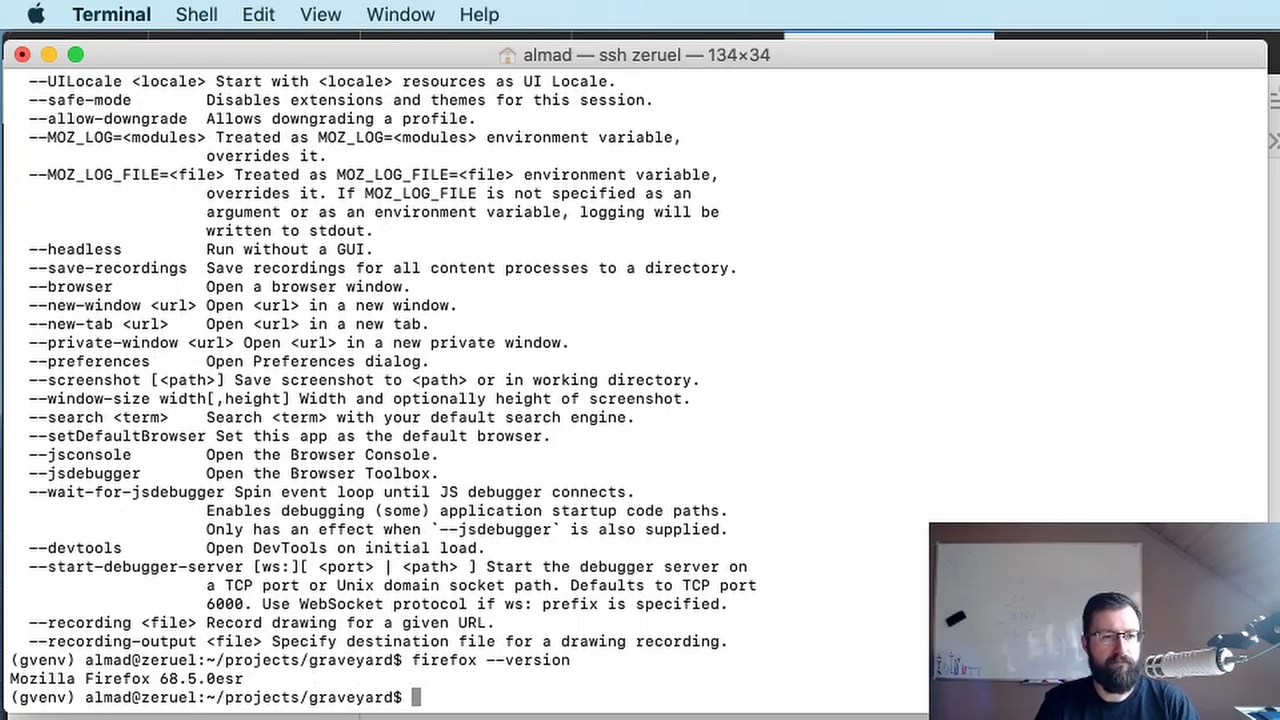 Terminal Shell Edit View Window Help
almad — ssh zeruel — 134×34
--UILocale <locale> Start with <locale> resources as UI Locale.
--safe-mode Disables extensions and themes for this session.
--allow-downgrade Allows downgrading a profile.
--MOZ_LOG=<modules> Treated as MOZ_LOG=<modules> environment variable,
overrides it.
--MOZ_LOG_FILE=<file> Treated as MOZ_LOG_FILE=<file> environment variable,
overrides it. If MOZ_LOG_FILE is not specified as an
argument or as an environment variable, logging will be
written to stdout.
--headless Run without a GUI.
--save-recordings Save recordings for all content processes to a directory.
--browser Open a browser window.
--new-window <url> Open <url> in a new window.
--new-tab <url> Open <url> in a new tab.
--private-window <url> Open <url> in a new private window.
--preferences Open Preferences dialog.
--screenshot [<path>] Save screenshot to <path> or in working directory.
--window-size width[,height] Width and optionally height of screenshot.
--search <term> Search <term> with your default search engine.
--setDefaultBrowser Set this app as the default browser.
--jsconsole Open the Browser Console.
--jsdebugger Open the Browser Toolbox.
--wait-for-jsdebugger Spin event loop until JS debugger connects.
Enables debugging (some) application startup code paths.
Only has an effect when `--jsdebugger` is also supplied.
--devtools Open DevTools on initial load.
--start-debugger-server [ws:][ <port> | <path> ] Start the debugger server on
a TCP port or Unix domain socket path. Defaults to TCP port
6000. Use WebSocket protocol if ws: prefix is specified.
--recording <file> Record drawing for a given URL.
--recording-output <file> Specify destination file for a drawing recording.
(gvenv) almad@zeruel:~/projects/graveyard$ firefox --version
Mozilla Firefox 68.5.0esr
(gvenv) almad@zeruel:~/projects/graveyard$